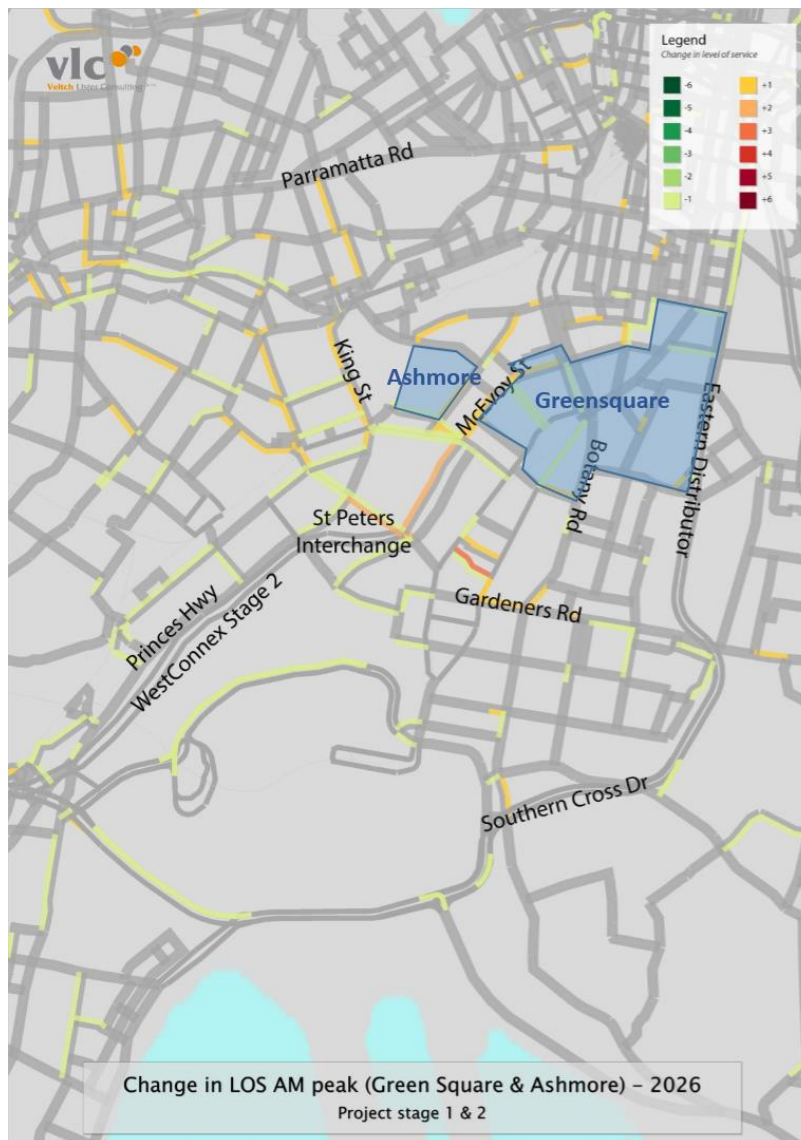 vlc
Veitch Lister Consulting
Legend
Change in level of service
-6
+1
-5
+2
-4
+3
-3
+4
-2
+5
-1
+6
Parramatta Rd
King St
Ashmore
McEvoy St
Greensquare
Botany Rd
Eastern Distributor
St Peters
Interchange
Gardeners Rd
Princes Hwy
WestConnex Stage 2
Southern Cross Dr
Change in LOS AM peak (Green Square & Ashmore) – 2026
Project stage 1 & 2